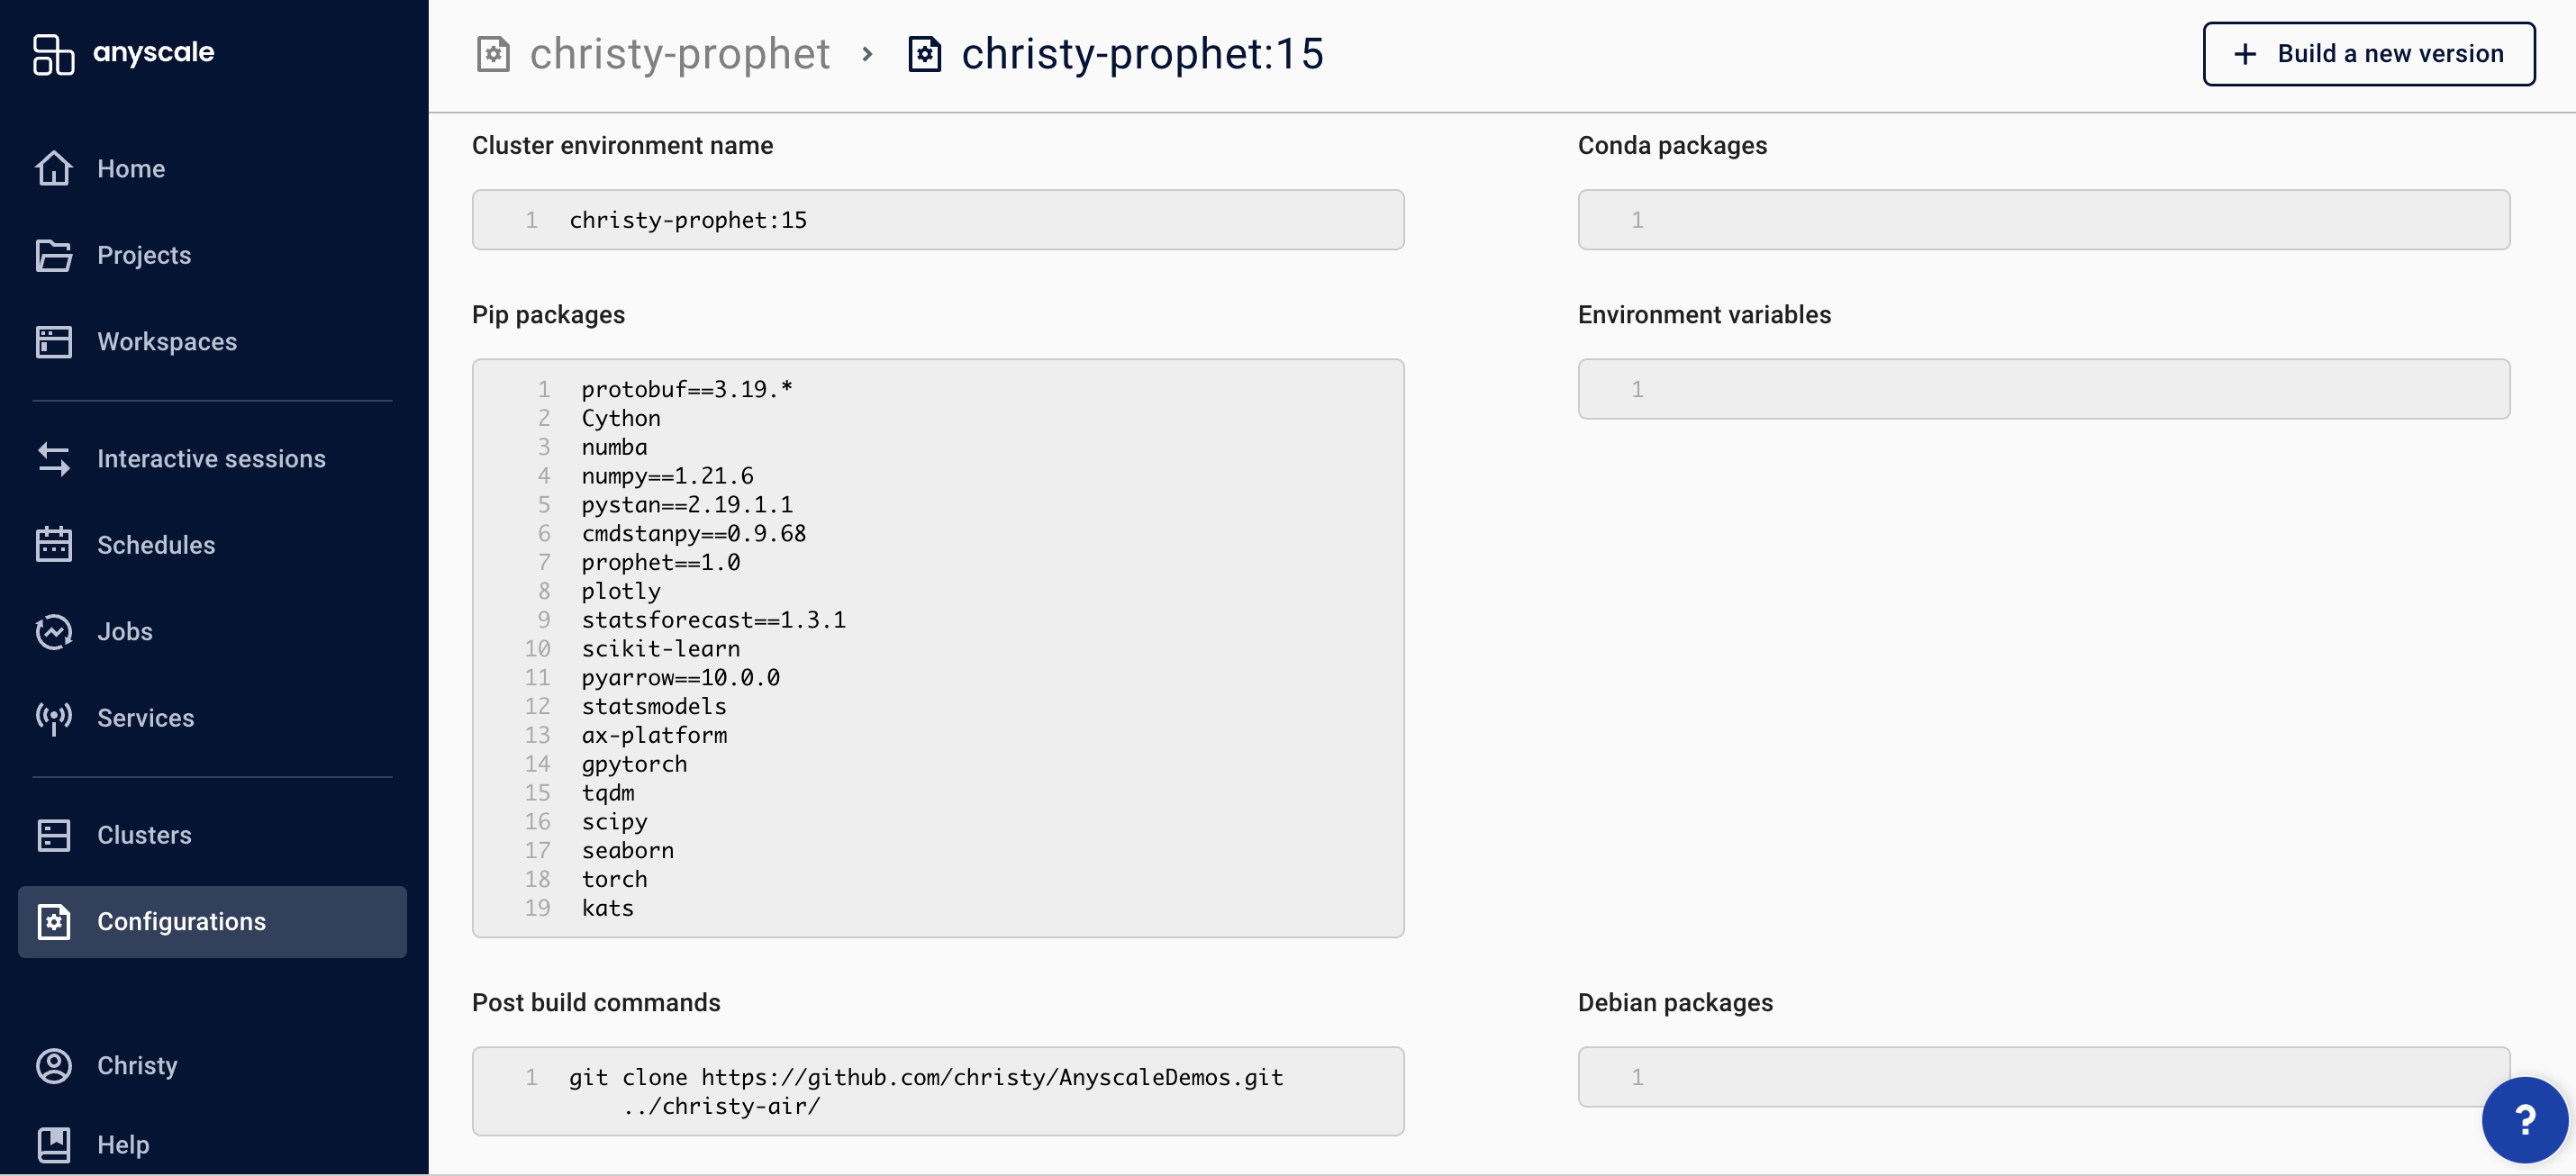 anyscale
Home
Projects
Workspaces
Interactive sessions
Schedules
Jobs
Services
Clusters
Configurations
Christy
Help
christy-prophet › christy-prophet:15
+ Build a new version
Cluster environment name
1 christy-prophet:15
Conda packages
1
Pip packages
1 protobuf==3.19.*
2 Cython
3 numba
4 numpy==1.21.6
5 pystan==2.19.1.1
6 cmdstanpy==0.9.68
7 prophet==1.0
8 plotly
9 statsforecast==1.3.1
10 scikit-learn
11 pyarrow==10.0.0
12 statsmodels
13 ax-platform
14 gpytorch
15 tqdm
16 scipy
17 seaborn
18 torch
19 kats
Environment variables
1
Post build commands
1 git clone https://github.com/christy/AnyscaleDemos.git
../christy-air/
Debian packages
1
?